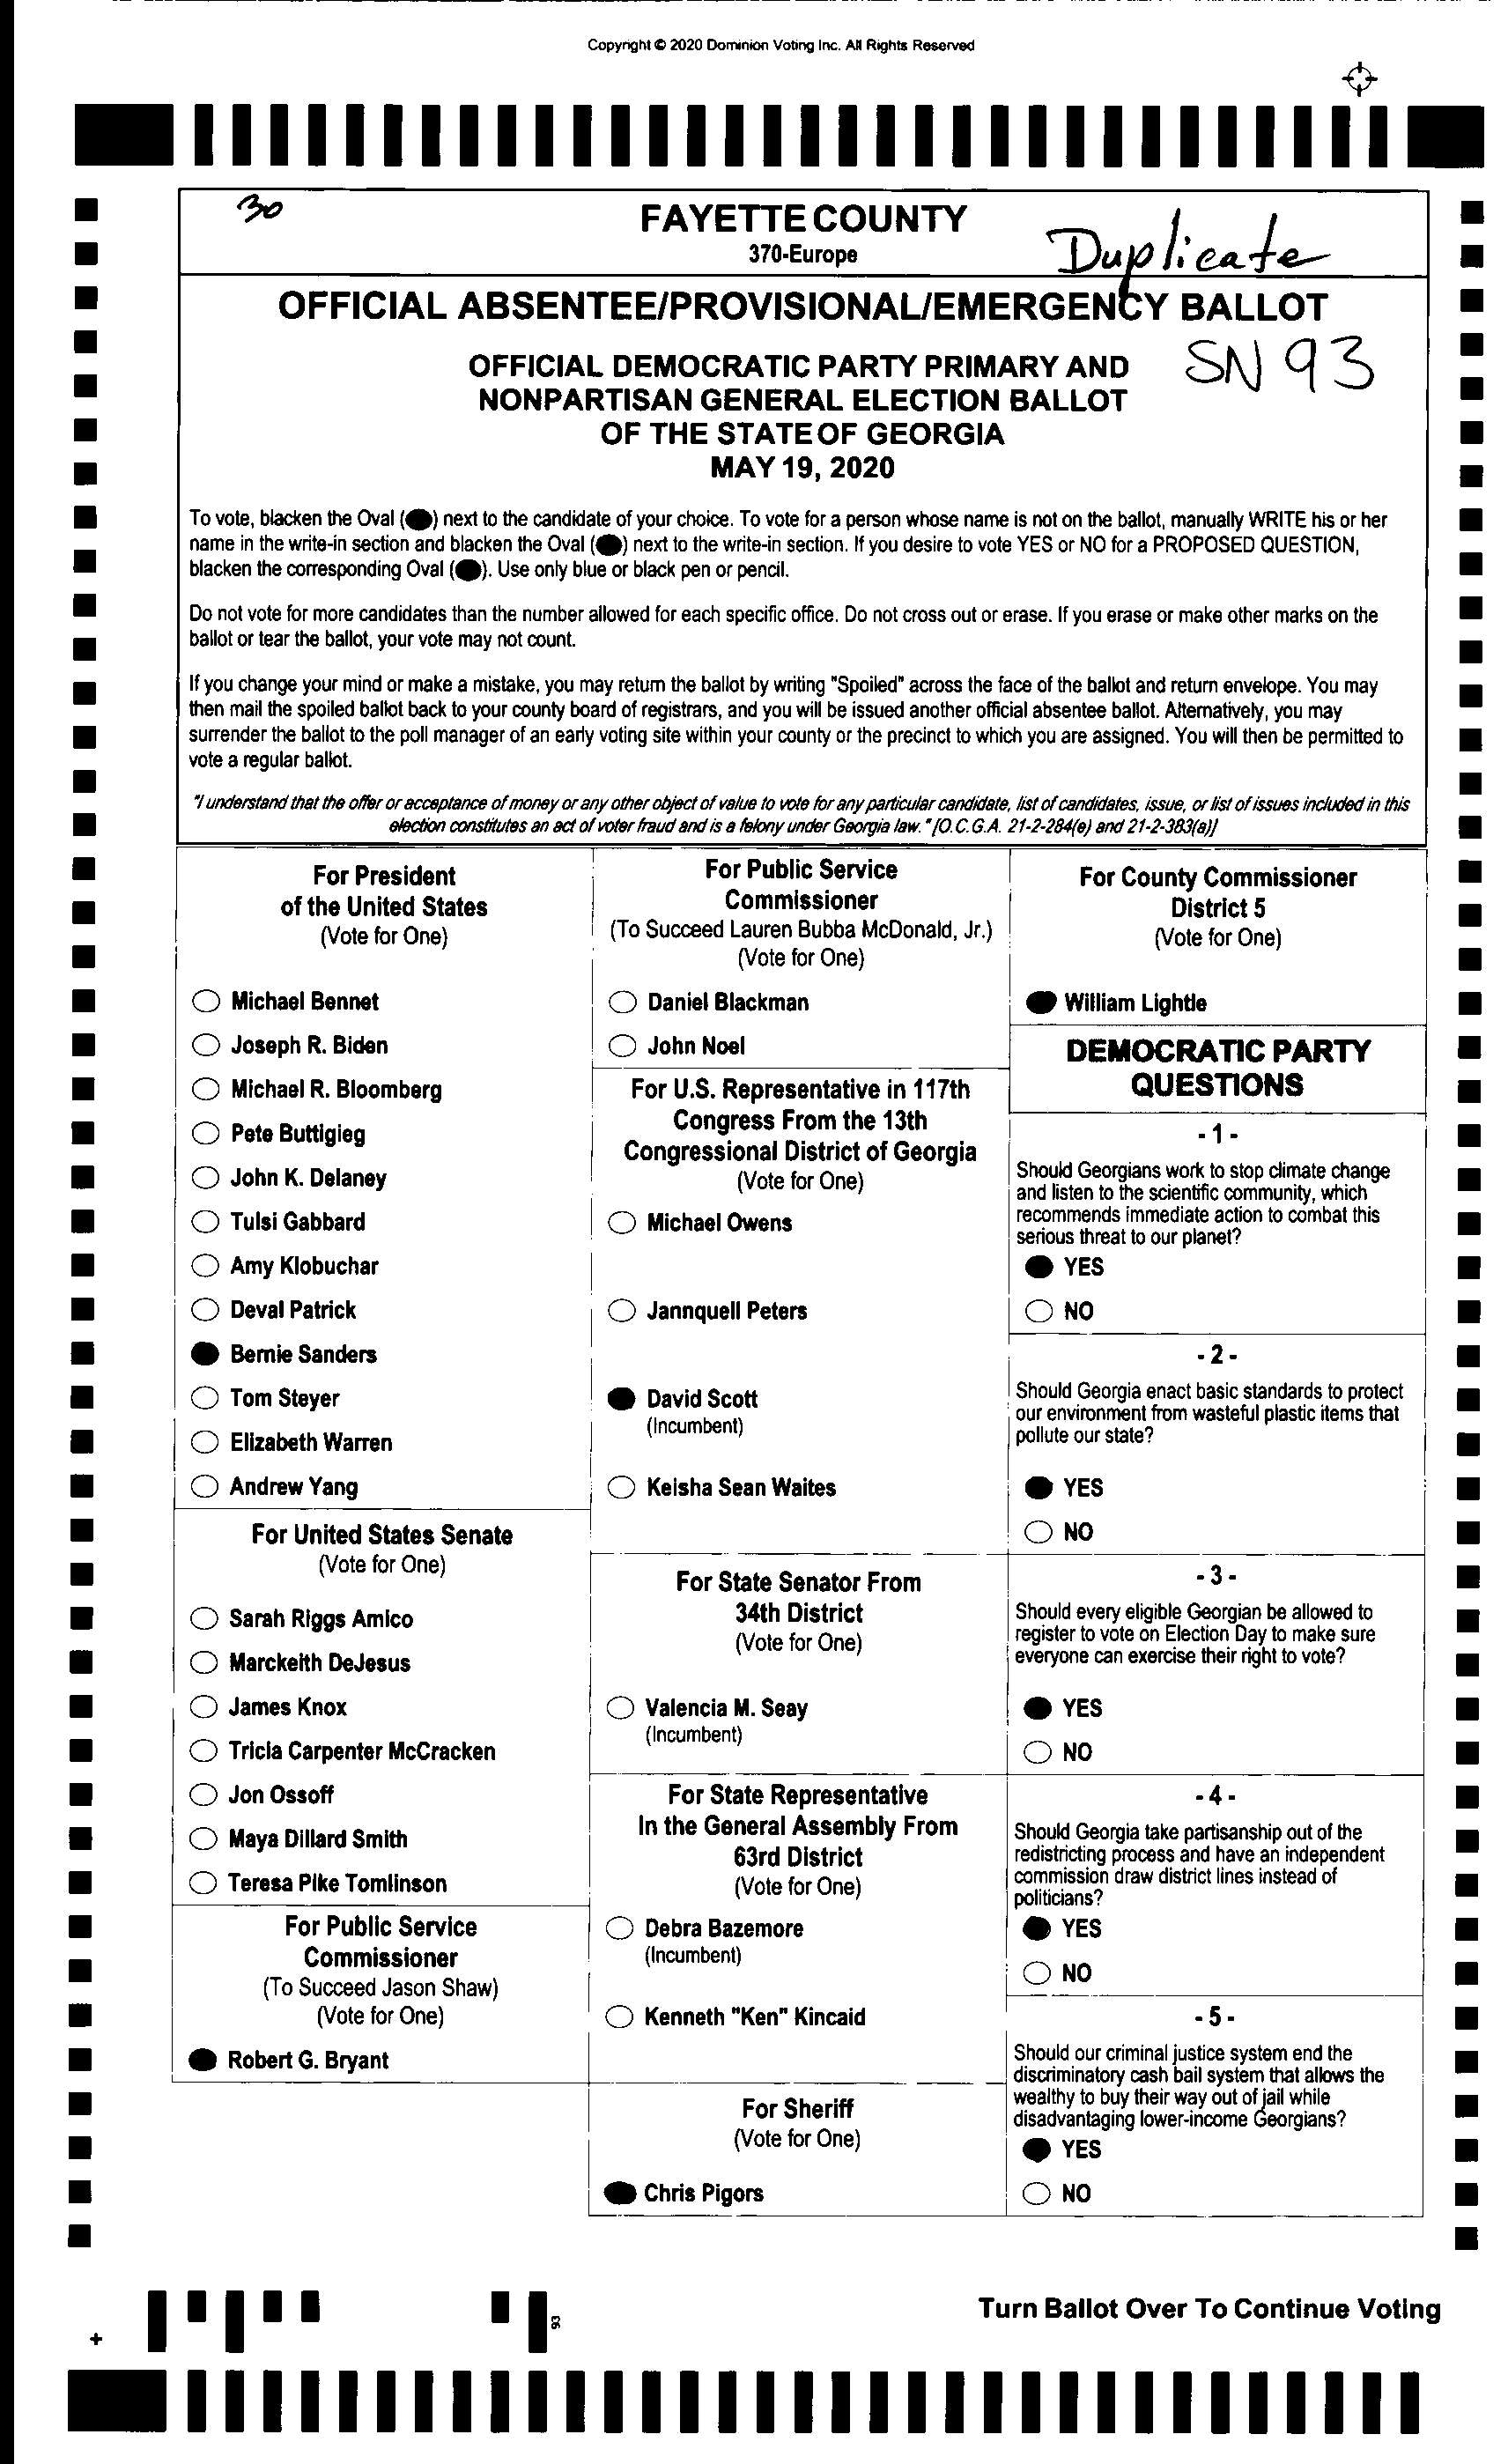 Copyright © 2020 Dominion Voting Inc. All Rights Reserved
30
FAYETTE COUNTY
370-Europe
Duplicate
OFFICIAL ABSENTEE/PROVISIONAL/EMERGENCY BALLOT
OFFICIAL DEMOCRATIC PARTY PRIMARY AND
NONPARTISAN GENERAL ELECTION BALLOT
OF THE STATE OF GEORGIA
MAY 19, 2020
SN 93
To vote, blacken the Oval ( ) next to the candidate of your choice. To vote for a person whose name is not on the ballot, manually WRITE his or her
name in the write-in section and blacken the Oval ( ) next to the write-in section. If you desire to vote YES or NO for a PROPOSED QUESTION,
blacken the corresponding Oval ( ). Use only blue or black pen or pencil.
Do not vote for more candidates than the number allowed for each specific office. Do not cross out or erase. If you erase or make other marks on the
ballot or tear the ballot, your vote may not count.
If you change your mind or make a mistake, you may return the ballot by writing "Spoiled" across the face of the ballot and return envelope. You may
then mail the spoiled ballot back to your county board of registrars, and you will be issued another official absentee ballot. Alternatively, you may
surrender the ballot to the poll manager of an early voting site within your county or the precinct to which you are assigned. You will then be permitted to
vote a regular ballot.
"I understand that the offer or acceptance of money or any other object of value to vote for any particular candidate, list of candidates, issue, or list of issues included in this
election constitutes an act of voter fraud and is a felony under Georgia law." [O.C.G.A. 21-2-284(e) and 21-2-383(a)]
For President
of the United States
(Vote for One)
Michael Bennet
Joseph R. Biden
Michael R. Bloomberg
Pete Buttigieg
John K. Delaney
Tulsi Gabbard
Amy Klobuchar
Deval Patrick
Bernie Sanders
Tom Steyer
Elizabeth Warren
Andrew Yang
For United States Senate
(Vote for One)
Sarah Riggs Amico
Marckeith DeJesus
James Knox
Tricia Carpenter McCracken
Jon Ossoff
Maya Dillard Smith
Teresa Pike Tomlinson
For Public Service
Commissioner
(To Succeed Jason Shaw)
(Vote for One)
Robert G. Bryant
For Public Service
Commissioner
(To Succeed Lauren Bubba McDonald, Jr.)
(Vote for One)
Daniel Blackman
John Noel
For U.S. Representative in 117th
Congress From the 13th
Congressional District of Georgia
(Vote for One)
Michael Owens
Jannquell Peters
David Scott
(Incumbent)
Keisha Sean Waites
For State Senator From
34th District
(Vote for One)
Valencia M. Seay
(Incumbent)
For State Representative
In the General Assembly From
63rd District
(Vote for One)
Debra Bazemore
(Incumbent)
Kenneth "Ken" Kincaid
For Sheriff
(Vote for One)
Chris Pigors
For County Commissioner
District 5
(Vote for One)
William Lightle
DEMOCRATIC PARTY
QUESTIONS
- 1 -
Should Georgians work to stop climate change
and listen to the scientific community, which
recommends immediate action to combat this
serious threat to our planet?
YES
NO
- 2 -
Should Georgia enact basic standards to protect
our environment from wasteful plastic items that
pollute our state?
YES
NO
- 3 -
Should every eligible Georgian be allowed to
register to vote on Election Day to make sure
everyone can exercise their right to vote?
YES
NO
- 4 -
Should Georgia take partisanship out of the
redistricting process and have an independent
commission draw district lines instead of
politicians?
YES
NO
- 5 -
Should our criminal justice system end the
discriminatory cash bail system that allows the
wealthy to buy their way out of jail while
disadvantaging lower-income Georgians?
YES
NO
Turn Ballot Over To Continue Voting
93
+